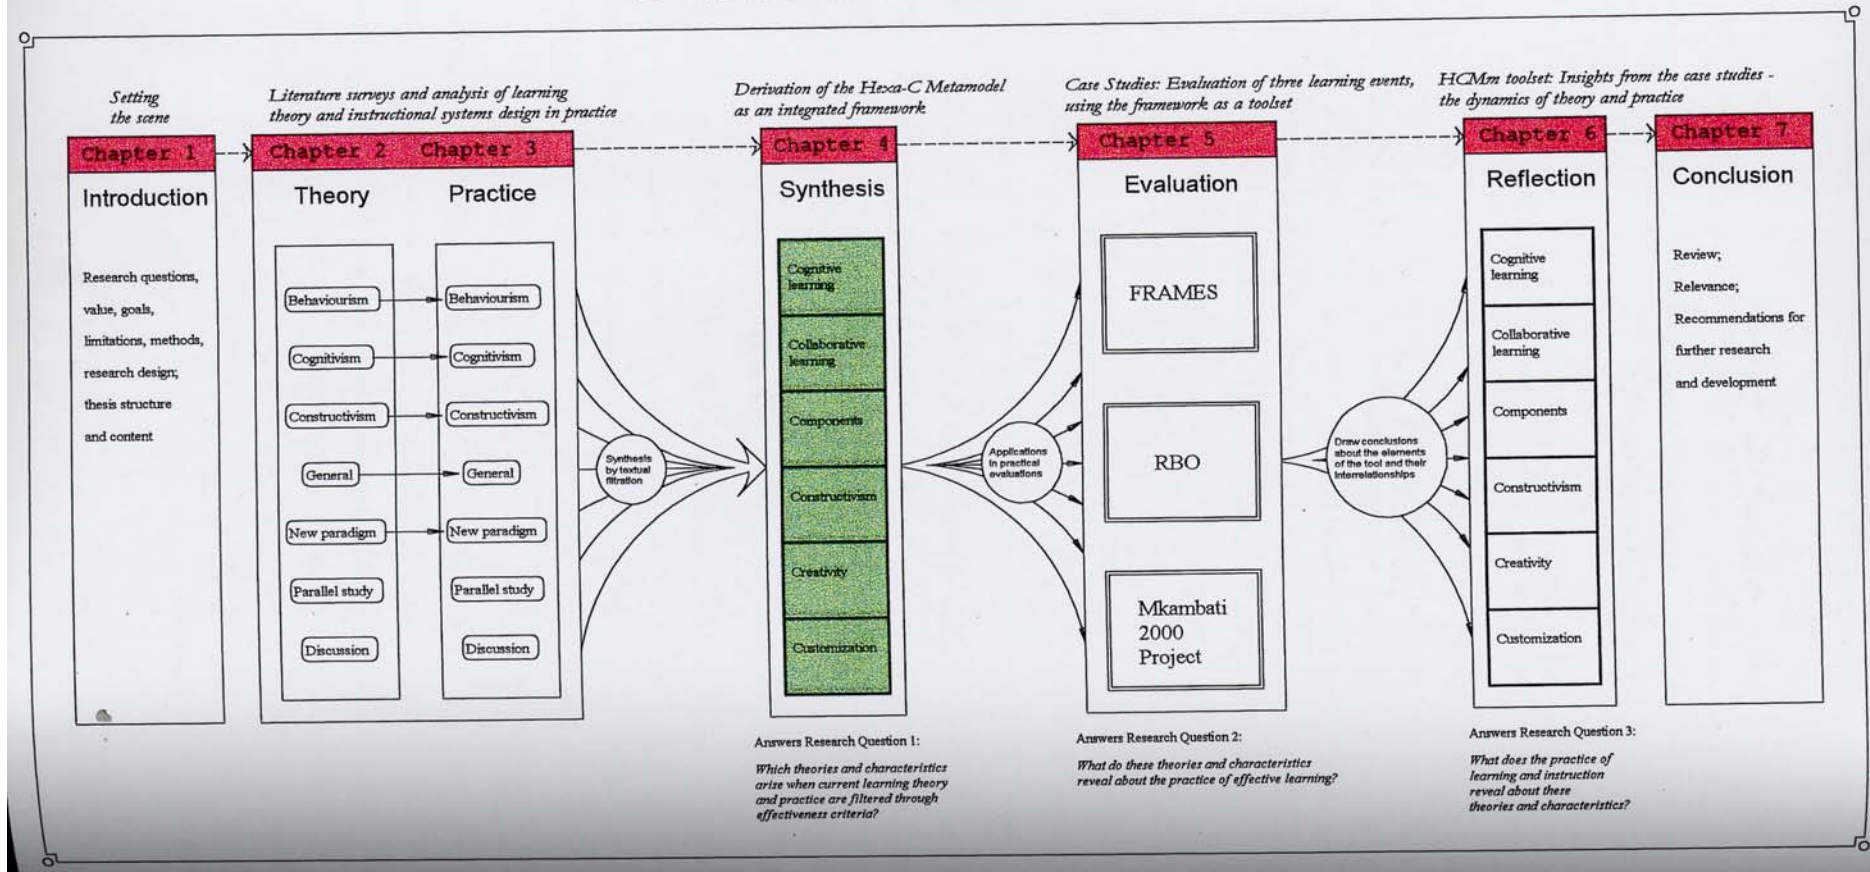 Setting
the scene
Chapter 1
Introduction
Research questions,
value, goals,
limitations, methods,
research design;
thesis structure
and content
Literature surveys and analysis of learning
theory and instructional systems design in practice
Chapter 2 Chapter 3
Theory
Practice
Behaviourism
Behaviourism
Cognitivism
Cognitivism
Constructivism
Constructivism
General
General
New paradigm
New paradigm
Parallel study
Parallel study
Discussion
Discussion
Synthesis
by textual
filtration
Derivation of the Hexa-C Metamodel
as an integrated framework
Chapter 4
Synthesis
Cognitive
learning
Collaborative
learning
Components
Constructivism
Creativity
Customization
Answers Research Question 1:
Which theories and characteristics
arise when current learning theory
and practice are filtered through
effectiveness criteria?
Applications
in practical
evaluations
Case Studies: Evaluation of three learning events,
using the framework as a toolset
Chapter 5
Evaluation
FRAMES
RBO
Mkambati
2000
Project
Answers Research Question 2:
What do these theories and characteristics
reveal about the practice of effective learning?
Draw conclusions
about the elements
of the tool and their
interrelationships
HCMm toolset: Insights from the case studies -
the dynamics of theory and practice
Chapter 6
Reflection
Cognitive
learning
Collaborative
learning
Components
Constructivism
Creativity
Customization
Answers Research Question 3:
What does the practice of
learning and instruction
reveal about these
theories and characteristics?
Chapter 7
Conclusion
Review;
Relevance;
Recommendations for
further research
and development